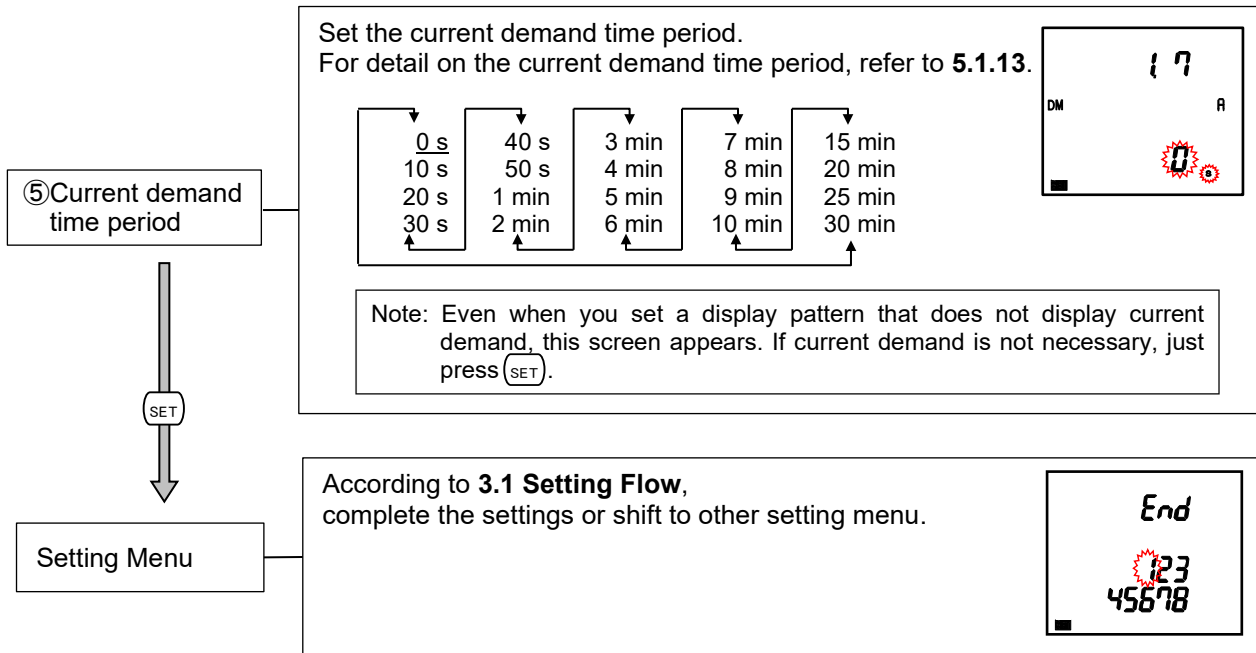 Set the current demand time period.
For detail on the current demand time period, refer to 5.1.13.
0 s 40 s 3 min 7 min 15 min
10 s 50 s 4 min 8 min 20 min
20 s 1 min 5 min 9 min 25 min
30 s 2 min 6 min 10 min 30 min
1.7
DM A
0 s
⑤Current demand
time period
Note: Even when you set a display pattern that does not display current
demand, this screen appears. If current demand is not necessary, just
press SET.
SET
According to 3.1 Setting Flow,
complete the settings or shift to other setting menu.
Setting Menu
End
123
45678